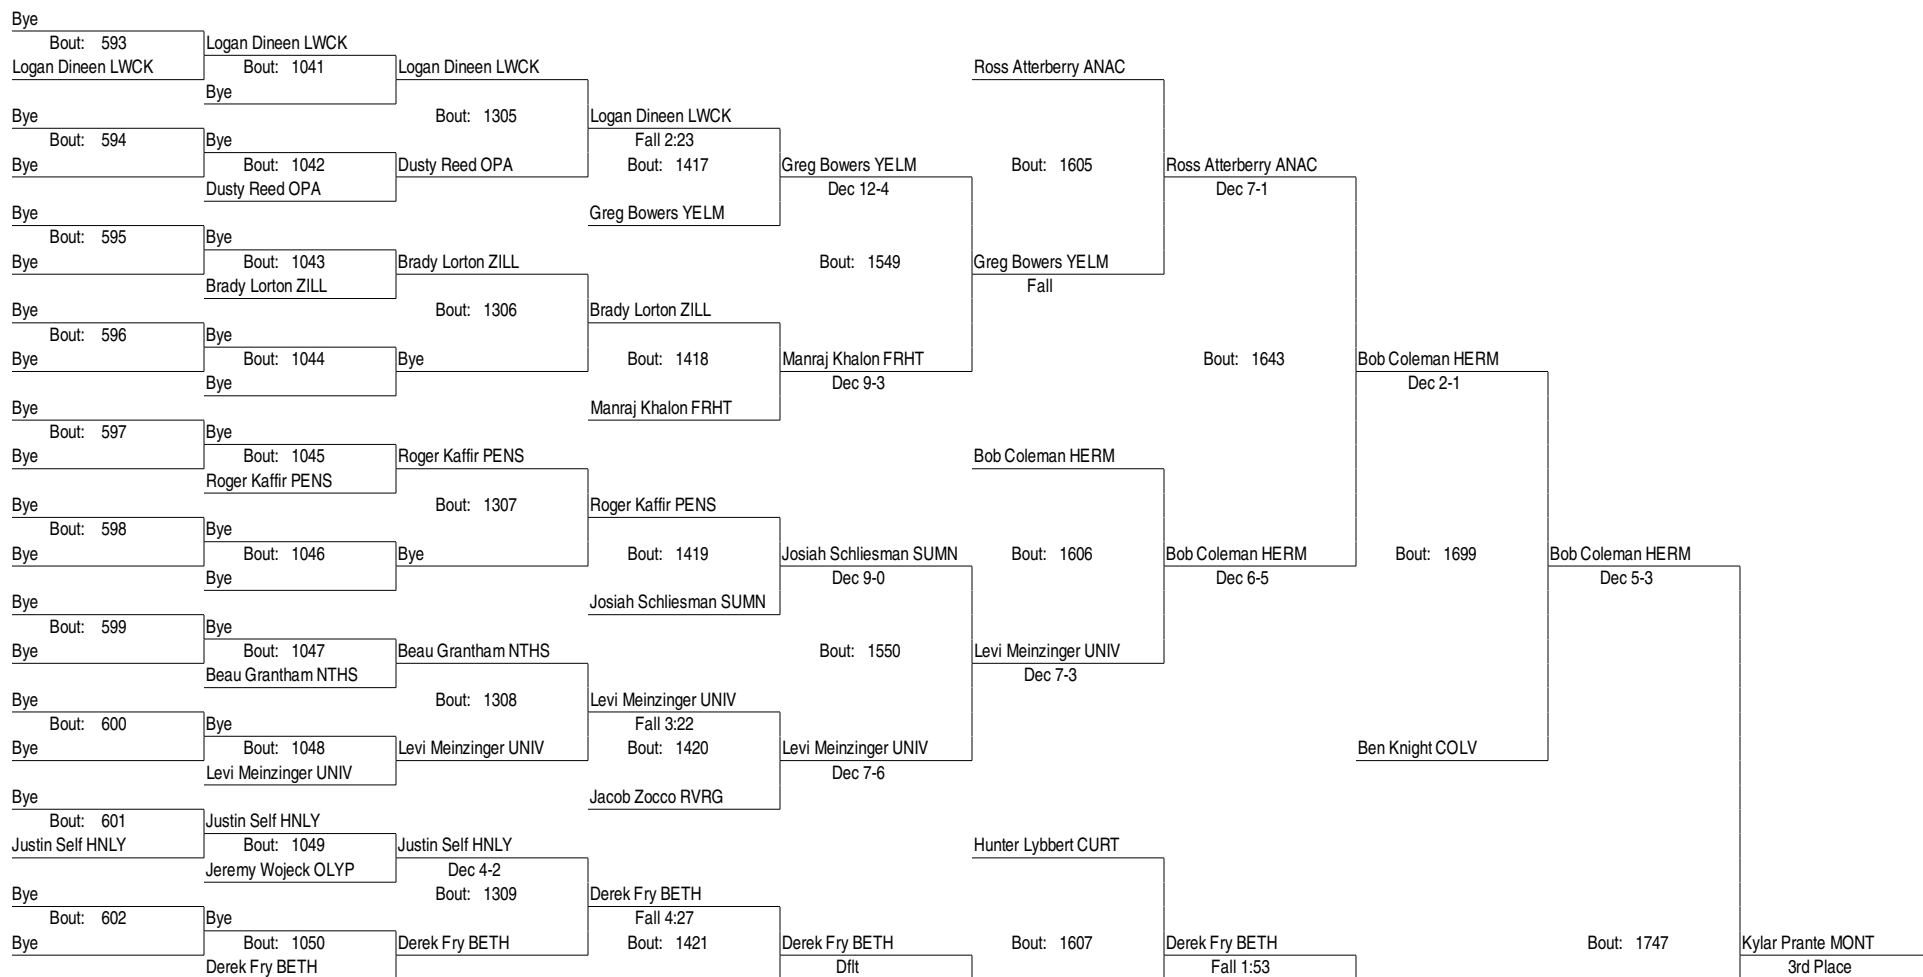 Bye
Bout: 593 Logan Dineen LWCK
Logan Dineen LWCK Bout: 1041 Logan Dineen LWCK Ross Atterberry ANAC
Bye
Bye Bout: 1305 Logan Dineen LWCK
Bout: 594 Bye Fall 2:23
Bye Bout: 1042 Dusty Reed OPA Bout: 1417 Greg Bowers YELM Bout: 1605 Ross Atterberry ANAC
Dusty Reed OPA Dec 12-4 Dec 7-1
Bye Greg Bowers YELM
Bout: 595 Bye
Bye Bout: 1043 Brady Lorton ZILL Bout: 1549 Greg Bowers YELM
Brady Lorton ZILL Fall
Bye Bout: 1306 Brady Lorton ZILL
Bout: 596 Bye
Bye Bout: 1044 Bye Bout: 1418 Manraj Khalon FRHT Bout: 1643 Bob Coleman HERM
Bye Dec 9-3 Dec 2-1
Bye Manraj Khalon FRHT
Bout: 597 Bye
Bye Bout: 1045 Roger Kaffir PENS Bob Coleman HERM
Roger Kaffir PENS
Bye Bout: 1307 Roger Kaffir PENS
Bout: 598 Bye
Bye Bout: 1046 Bye Bout: 1419 Josiah Schliesman SUMN Bout: 1606 Bob Coleman HERM Bout: 1699 Bob Coleman HERM
Bye Dec 9-0 Dec 6-5 Dec 5-3
Bye Josiah Schliesman SUMN
Bout: 599 Bye
Bye Bout: 1047 Beau Grantham NTHS Bout: 1550 Levi Meinzinger UNIV
Beau Grantham NTHS Dec 7-3
Bye Bout: 1308 Levi Meinzinger UNIV
Bout: 600 Bye Fall 3:22
Bye Bout: 1048 Levi Meinzinger UNIV Bout: 1420 Levi Meinzinger UNIV Ben Knight COLV
Levi Meinzinger UNIV Dec 7-6
Bye Jacob Zocco RVRG
Bout: 601 Justin Self HNLY
Justin Self HNLY Bout: 1049 Justin Self HNLY Hunter Lybbert CURT
Jeremy Wojeck OLYP Dec 4-2
Bye Bout: 1309 Derek Fry BETH
Bout: 602 Bye Fall 4:27
Bye Bout: 1050 Derek Fry BETH Bout: 1421 Derek Fry BETH Bout: 1607 Derek Fry BETH Bout: 1747 Kylar Prante MONT
Derek Fry BETH Dflt Fall 1:53 3rd Place